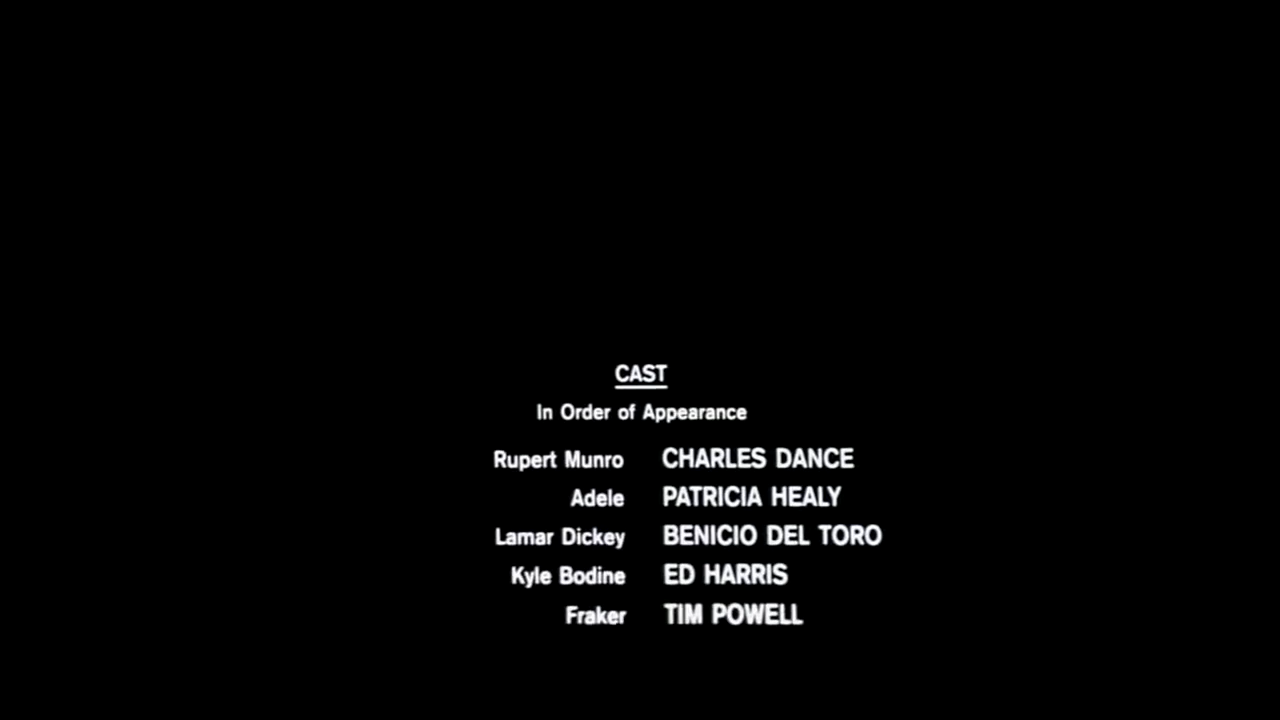 CAST
In Order of Appearance
Rupert Munro CHARLES DANCE
Adele PATRICIA HEALY
Lamar Dickey BENICIO DEL TORO
Kyle Bodine ED HARRIS
Fraker TIM POWELL